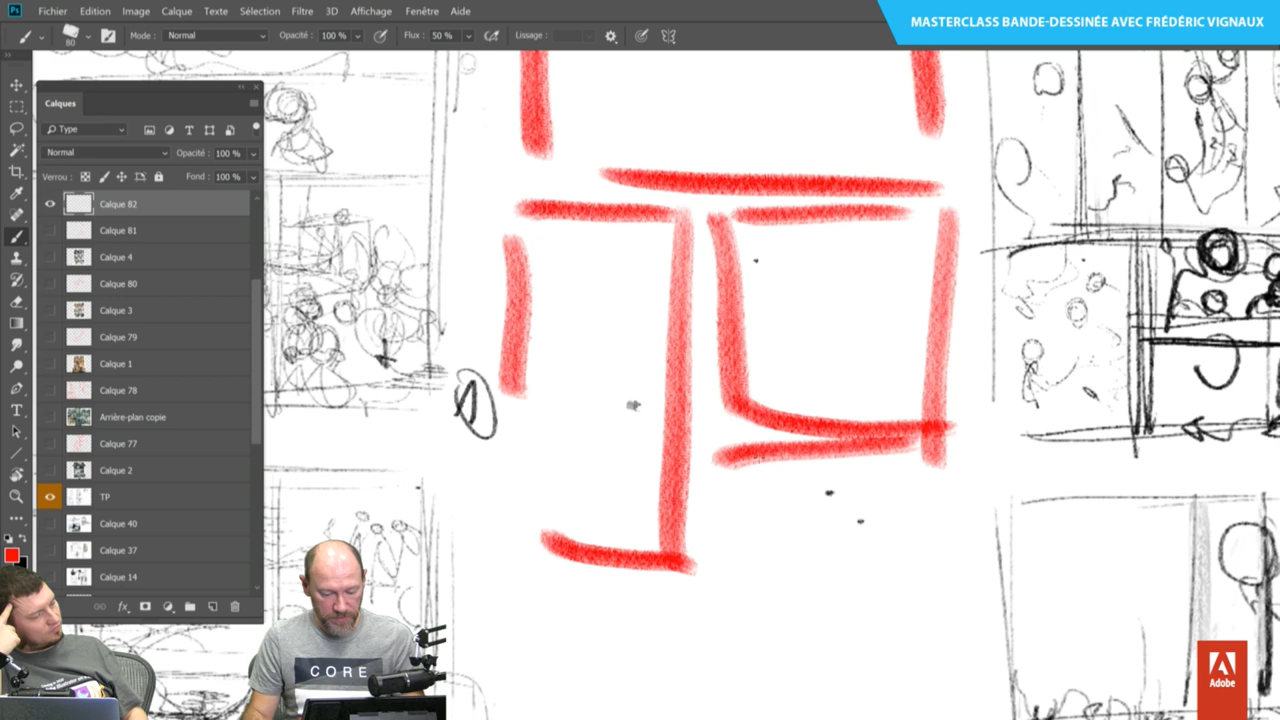 Ps Fichier Edition Image Calque Texte Sélection Filtre 3D Affichage Fenêtre Aide
MASTERCLASS BANDE-DESSINÉE AVEC FRÉDÉRIC VIGNAUX
80 Mode : Normal Opacité : 100 % Flux : 50 % Lissage :
Calques
Type
Normal Opacité : 100 %
Verrou : Fond : 100 %
Calque 82
Calque 81
Calque 4
Calque 80
Calque 3
Calque 79
Calque 1
Calque 78
Arrière-plan copie
Calque 77
Calque 2
TP
Calque 40
Calque 37
Calque 14
fx
CORE
Adobe